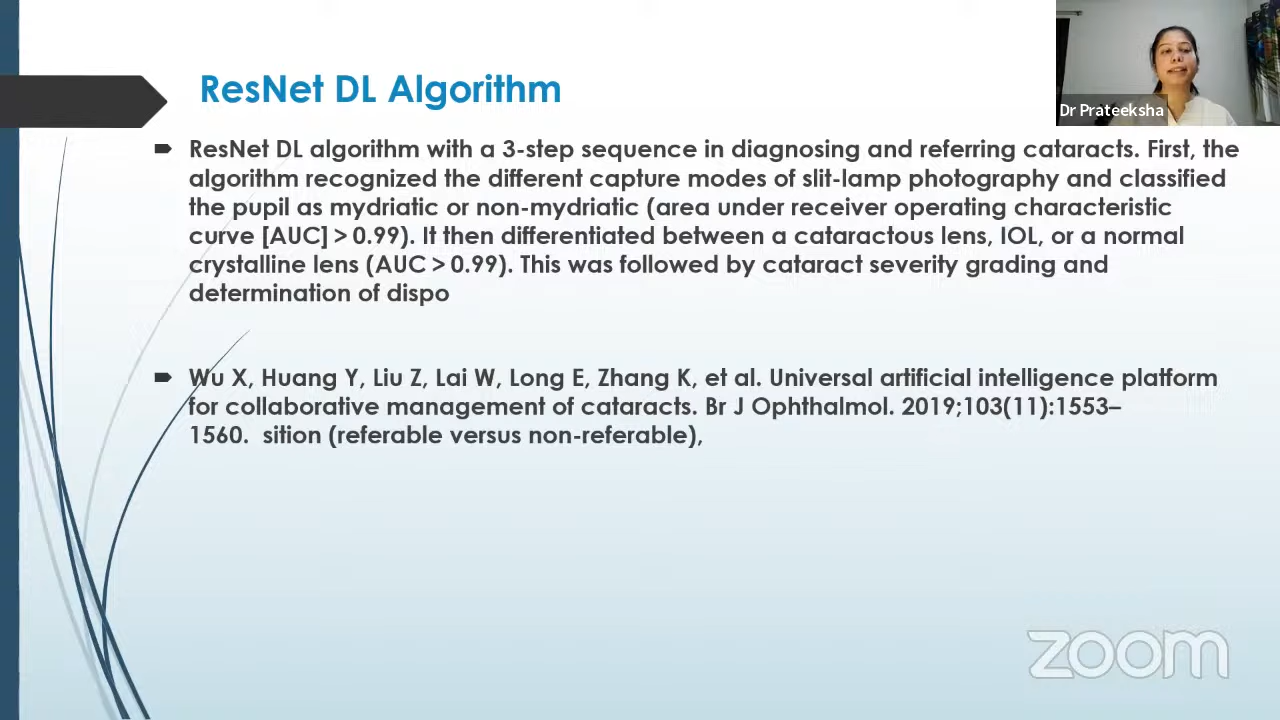 ResNet DL Algorithm
Dr Prateeksha
ResNet DL algorithm with a 3-step sequence in diagnosing and referring cataracts. First, the
algorithm recognized the different capture modes of slit-lamp photography and classified
the pupil as mydriatic or non-mydriatic (area under receiver operating characteristic
curve [AUC] > 0.99). It then differentiated between a cataractous lens, IOL, or a normal
crystalline lens (AUC > 0.99). This was followed by cataract severity grading and
determination of dispo
Wu X, Huang Y, Liu Z, Lai W, Long E, Zhang K, et al. Universal artificial intelligence platform
for collaborative management of cataracts. Br J Ophthalmol. 2019;103(11):1553–
1560.  sition (referable versus non-referable),
zoom